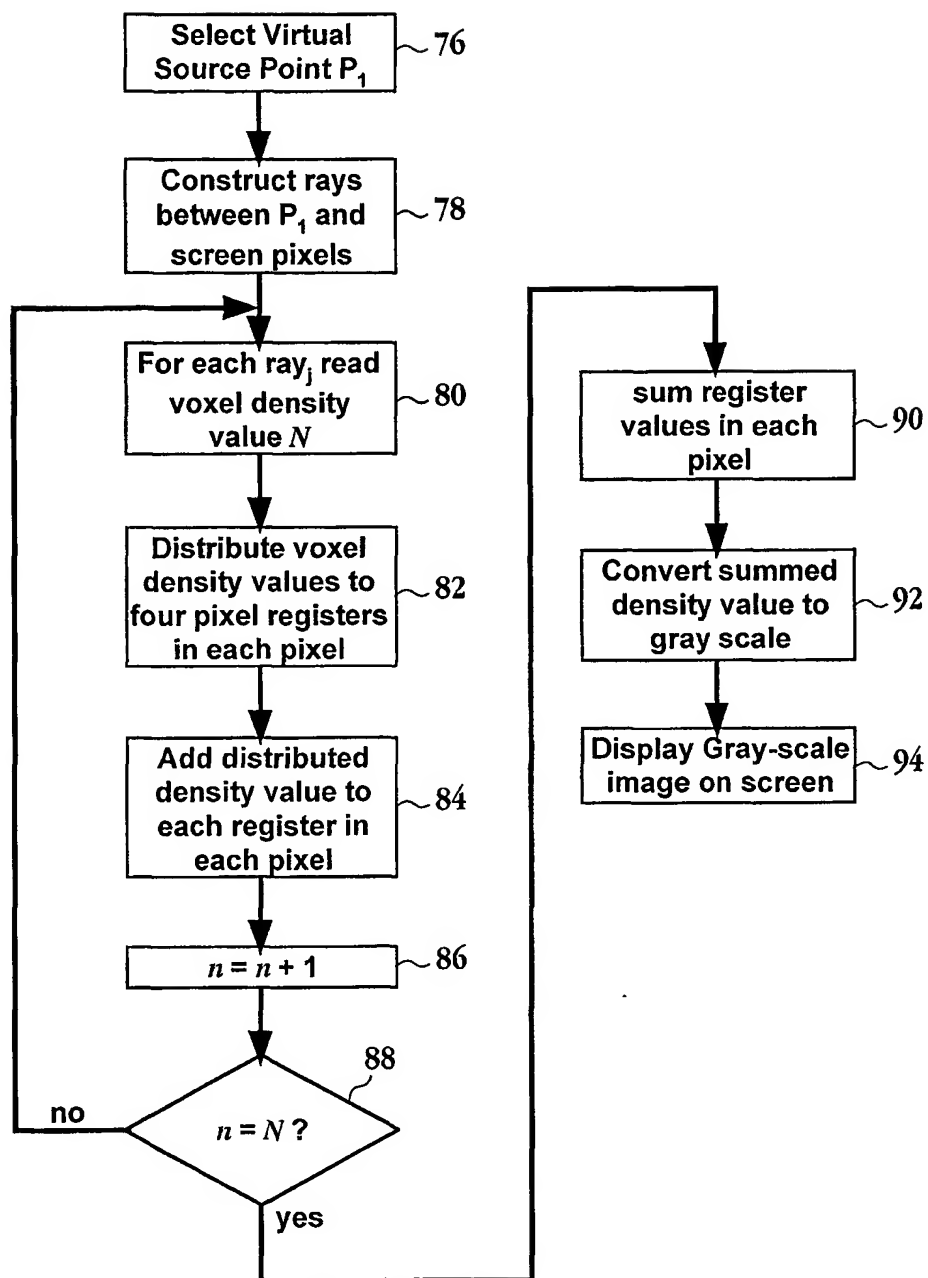 Select Virtual
Source Point P₁
76
Construct rays
between P₁ and
screen pixels
78
For each rayⱼ read
voxel density
value N
80
Distribute voxel
density values to
four pixel registers
in each pixel
82
Add distributed
density value to
each register in
each pixel
84
n = n + 1
86
88
n = N ?
no
yes
sum register
values in each
pixel
90
Convert summed
density value to
gray scale
92
Display Gray-scale
image on screen
94